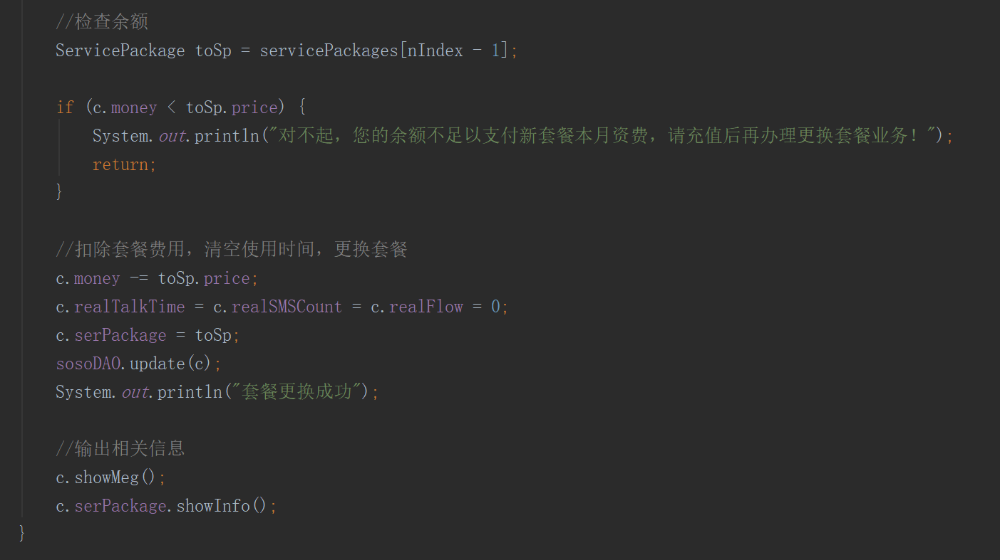 //检查余额
ServicePackage toSp = servicePackages[nIndex - 1];
if (c.money < toSp.price) {
System.out.println("对不起，您的余额不足以支付新套餐本月资费，请充值后再办理更换套餐业务！");
return;
}
//扣除套餐费用，清空使用时间，更换套餐
c.money -= toSp.price;
c.realTalkTime = c.realSMSCount = c.realFlow = 0;
c.serPackage = toSp;
sosoDAO.update(c);
System.out.println("套餐更换成功");
//输出相关信息
c.showMeg();
c.serPackage.showInfo();
}